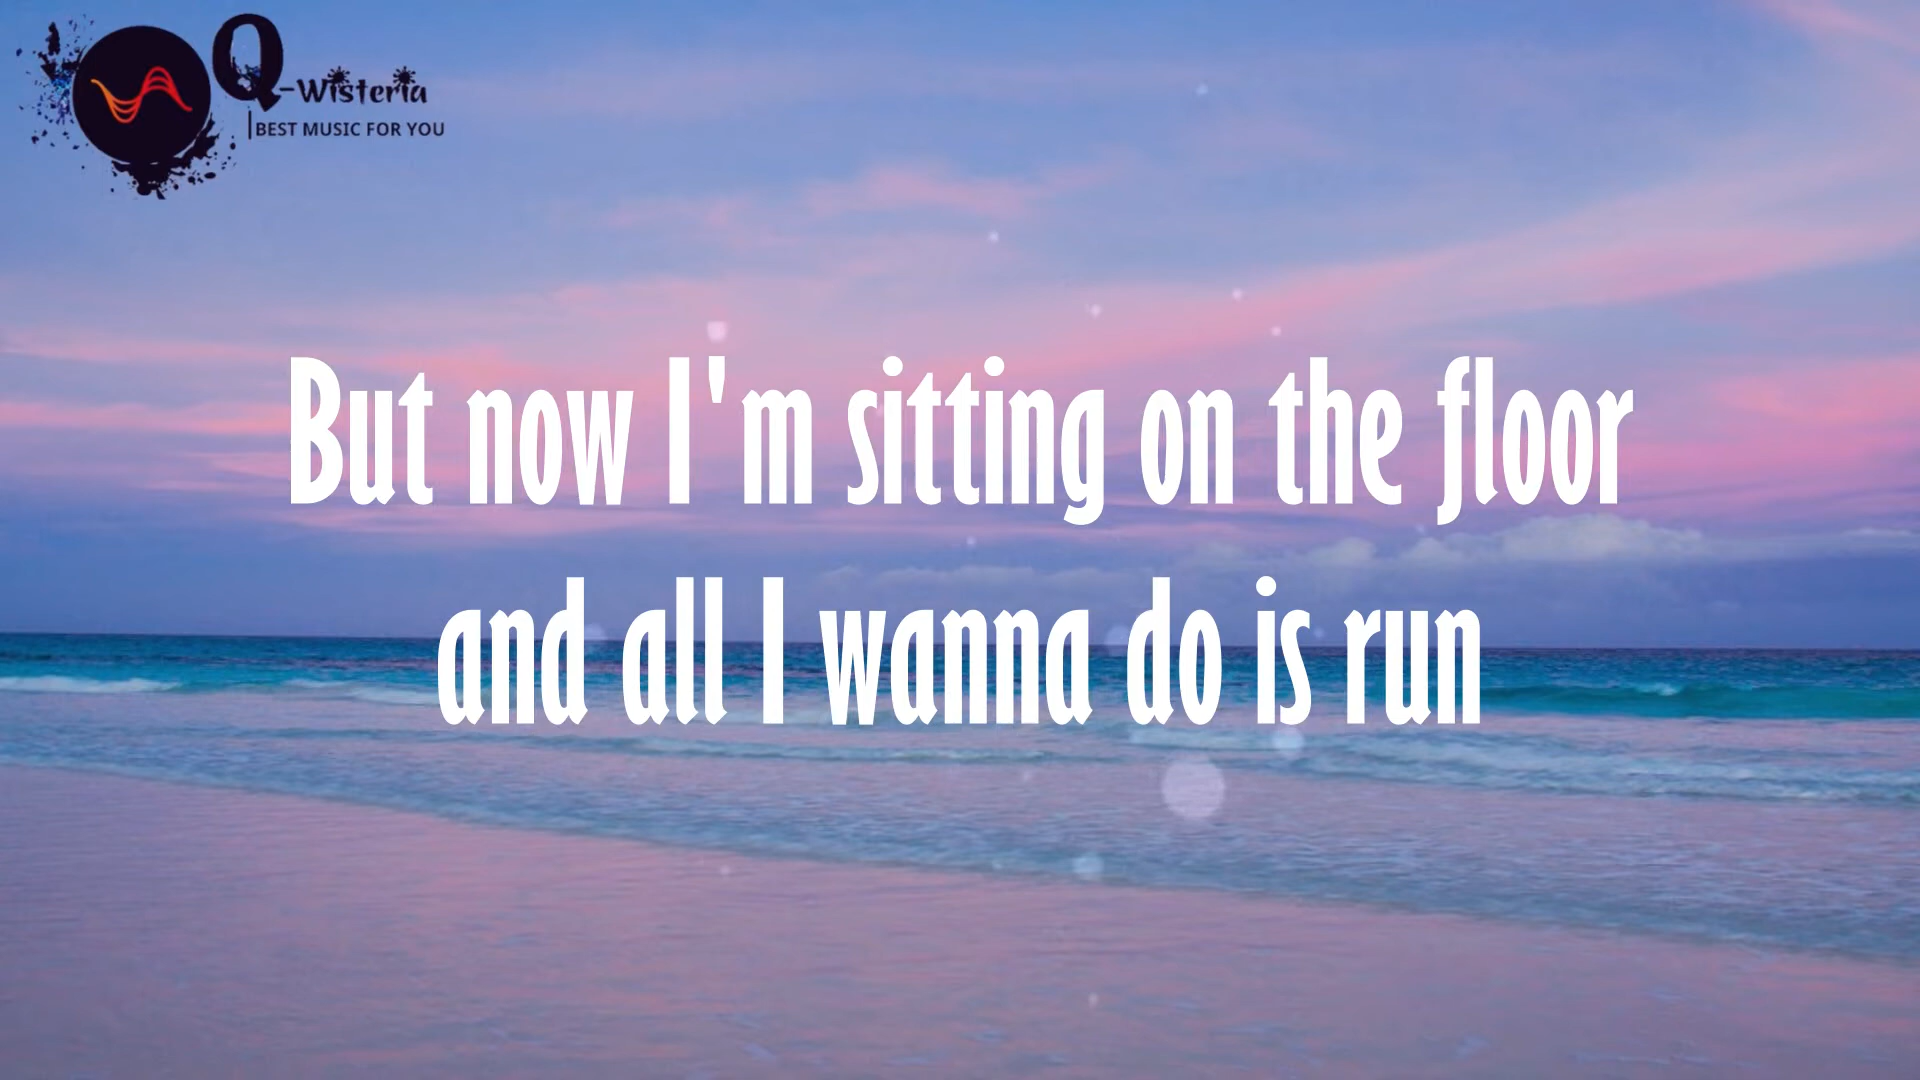 Q-Wisteria
BEST MUSIC FOR YOU
But now I'm sitting on the floor
and all I wanna do is run